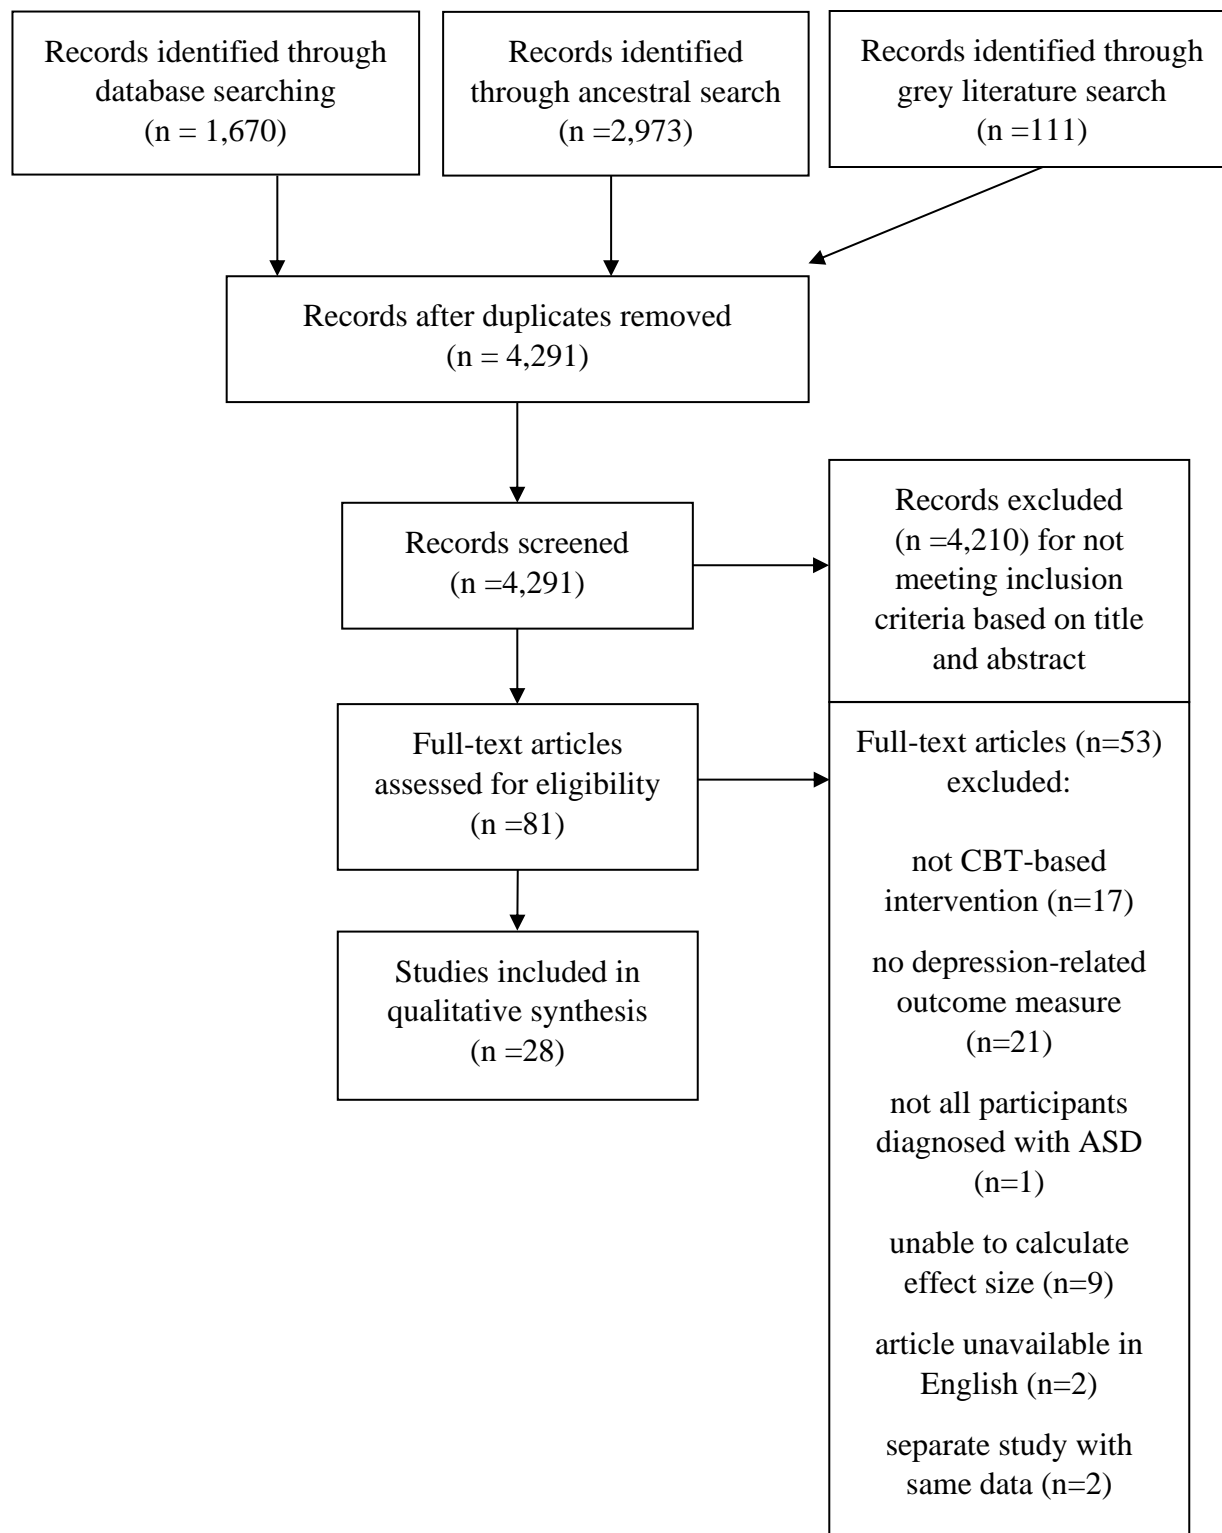 Records identified through
database searching
(n = 1,670)
Records identified
through ancestral search
(n =2,973)
Records identified through
grey literature search
(n =111)
Records after duplicates removed
(n = 4,291)
Records screened
(n =4,291)
Records excluded
(n =4,210) for not
meeting inclusion
criteria based on title
and abstract
Full-text articles
assessed for eligibility
(n =81)
Full-text articles (n=53)
excluded:
not CBT-based
intervention (n=17)
no depression-related
outcome measure
(n=21)
not all participants
diagnosed with ASD
(n=1)
unable to calculate
effect size (n=9)
article unavailable in
English (n=2)
separate study with
same data (n=2)
Studies included in
qualitative synthesis
(n =28)